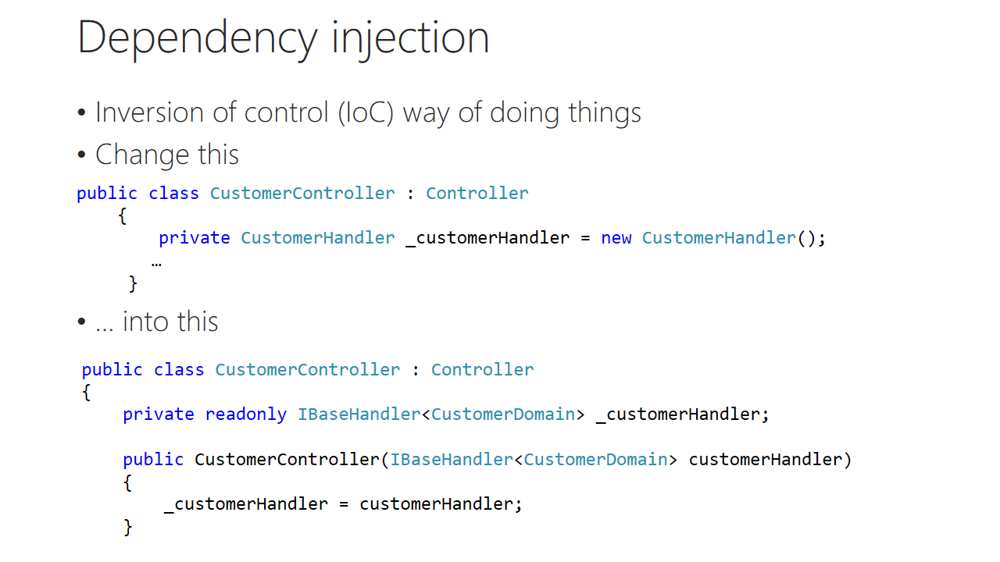 Dependency injection
• Inversion of control (IoC) way of doing things
• Change this
public class CustomerController : Controller
{
private CustomerHandler _customerHandler = new CustomerHandler();
…
}
• … into this
public class CustomerController : Controller
{
private readonly IBaseHandler<CustomerDomain> _customerHandler;
public CustomerController(IBaseHandler<CustomerDomain> customerHandler)
{
_customerHandler = customerHandler;
}